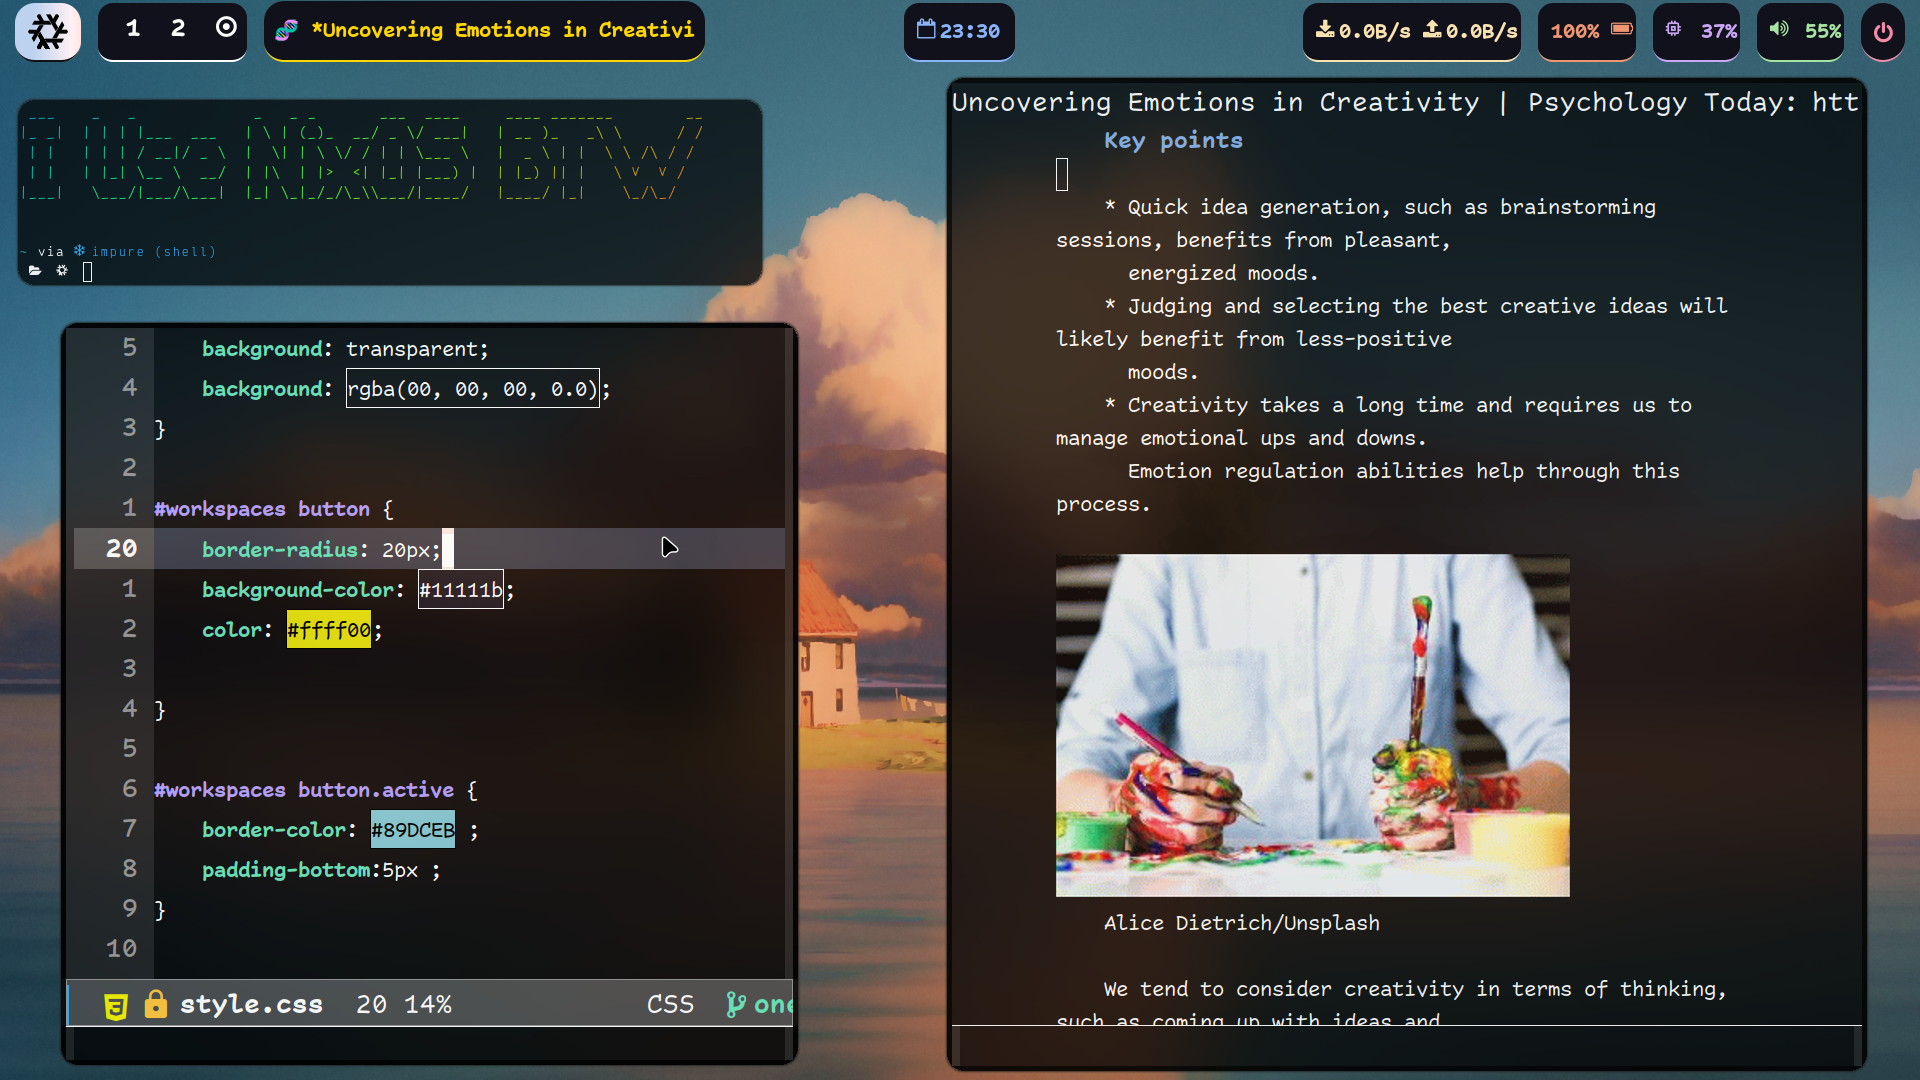 1 2
*Uncovering Emotions in Creativi
23:30
0.0B/s 0.0B/s
100%
37%
55%
I Use NixOS BTW
~ via impure (shell)
5 background: transparent;
4 background: rgba(00, 00, 00, 0.0);
3 }
2
1 #workspaces button {
20 border-radius: 20px;
1 background-color: #11111b;
2 color: #ffff00;
3
4 }
5
6 #workspaces button.active {
7 border-color: #89DCEB ;
8 padding-bottom:5px ;
9 }
10
style.css 20 14% CSS one
Uncovering Emotions in Creativity | Psychology Today: htt
Key points
* Quick idea generation, such as brainstorming
sessions, benefits from pleasant,
energized moods.
* Judging and selecting the best creative ideas will
likely benefit from less-positive
moods.
* Creativity takes a long time and requires us to
manage emotional ups and downs.
Emotion regulation abilities help through this
process.
Alice Dietrich/Unsplash
We tend to consider creativity in terms of thinking,
such as coming up with ideas and